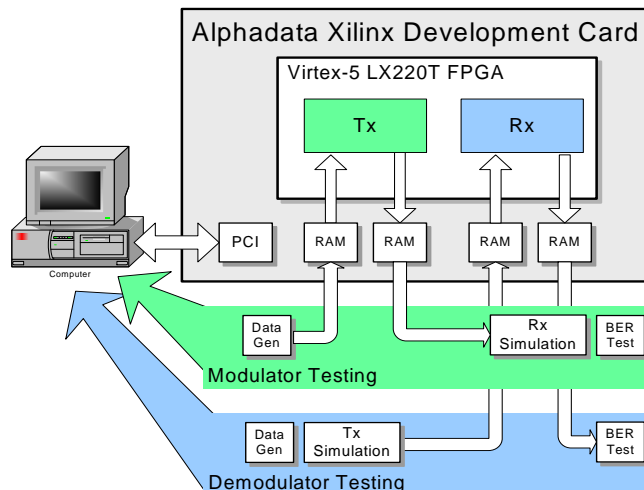 Alphadata Xilinx Development Card
Virtex-5 LX220T FPGA
Tx
Rx
PCI
RAM
RAM
RAM
RAM
Computer
Data
Gen
Rx
Simulation
BER
Test
Modulator Testing
Data
Gen
Tx
Simulation
BER
Test
Demodulator Testing